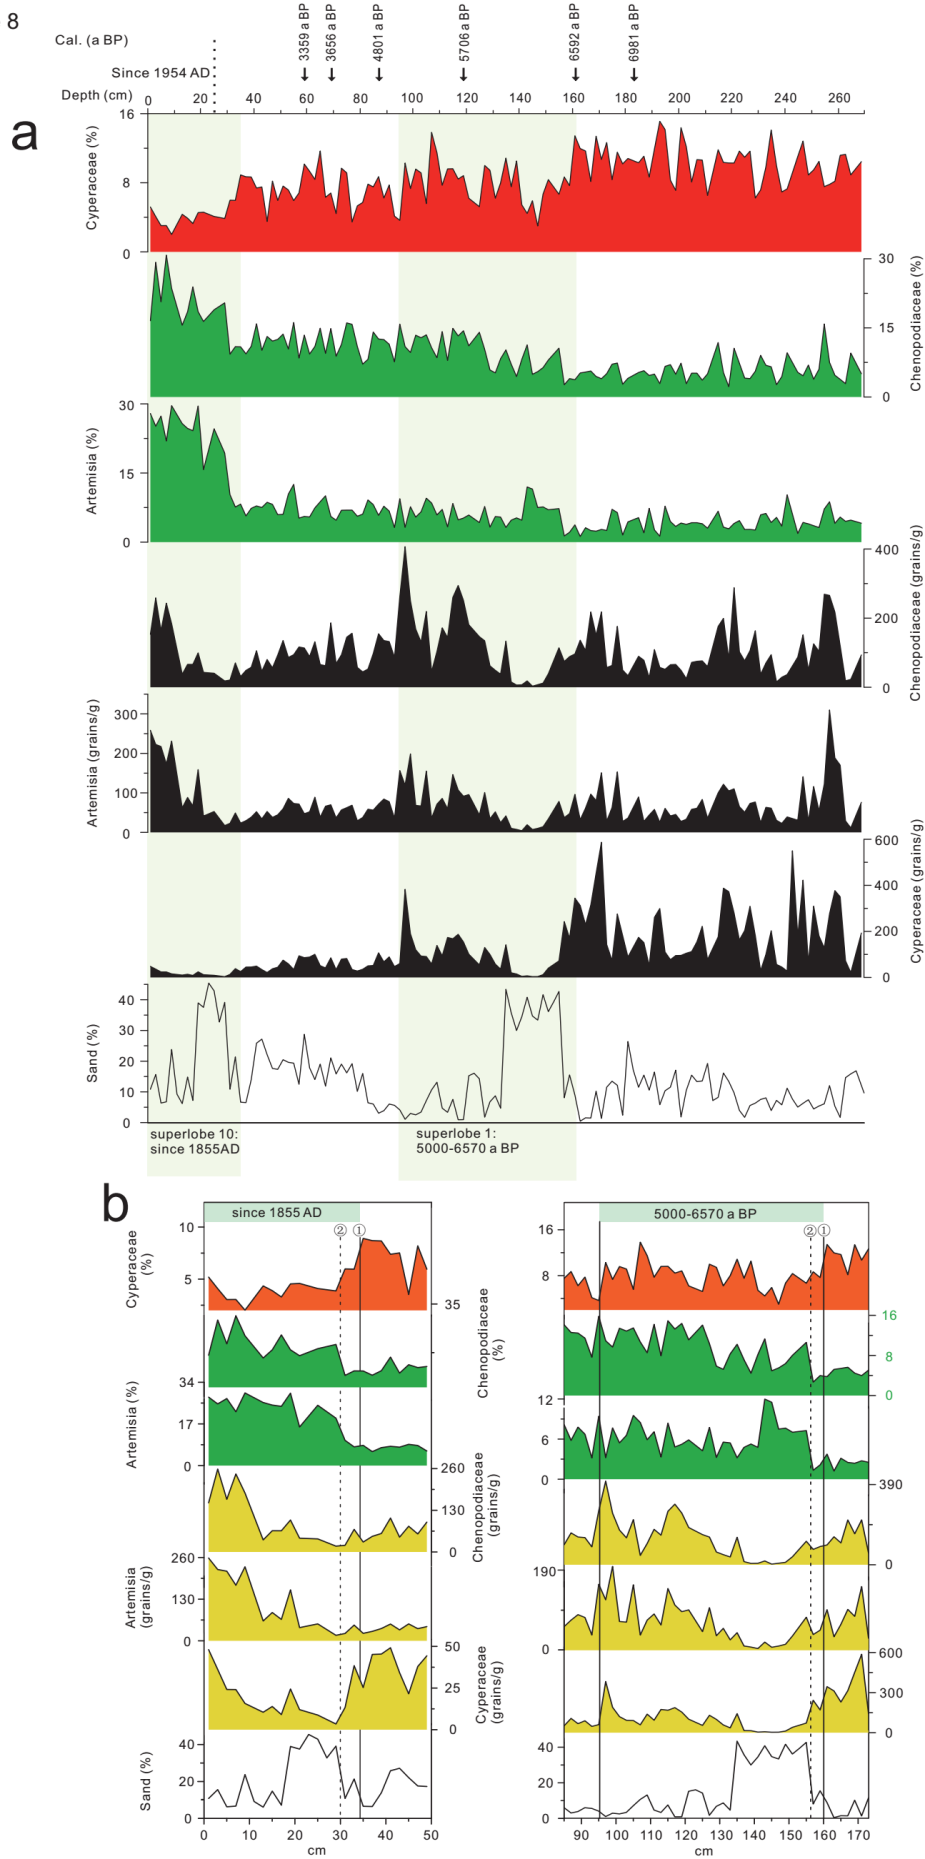 8
Cal. (a BP)
3359 a BP
3656 a BP
4801 a BP
5706 a BP
6592 a BP
6981 a BP
Since 1954 AD
Depth (cm)
0 20 40 60 80 100 120 140 160 180 200 220 240 260
a
Cyperaceae (%)
16
8
0
Chenopodiaceae (%)
30
15
0
Artemisia (%)
30
15
0
Chenopodiaceae (grains/g)
400
200
0
Artemisia (grains/g)
300
200
100
0
Cyperaceae (grains/g)
600
400
200
0
Sand (%)
40
30
20
10
0
superlobe 10:
since 1855AD
superlobe 1:
5000-6570 a BP
b
since 1855 AD
② ①
Cyperaceae
(%)
10
5
Chenopodiaceae
(%)
35
34
Artemisia (%)
17
0
Chenopodiaceae
(grains/g)
260
130
0
Artemisia
(grains/g)
260
130
0
Cyperaceae
(grains/g)
50
25
0
Sand (%)
40
20
0
0 10 20 30 40 50
cm
5000-6570 a BP
② ①
16
8
16
8
0
12
6
0
390
0
190
0
600
300
0
40
20
0
90 100 110 120 130 140 150 160 170
cm